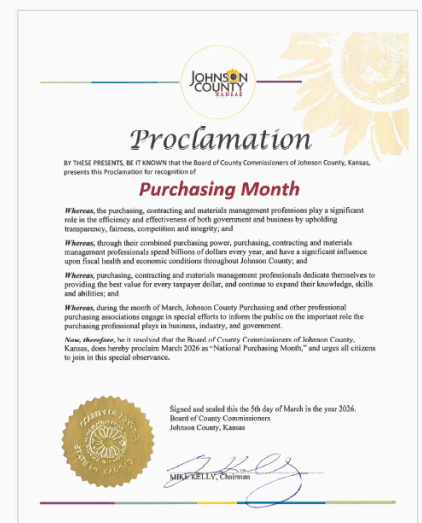 JOHNSON
COUNTY
KANSAS
Proclamation
BY THESE PRESENTS, BE IT KNOWN that the Board of County Commissioners of Johnson County, Kansas,
presents this Proclamation for recognition of
Purchasing Month
Whereas, the purchasing, contracting and materials management professions play a significant
role in the efficiency and effectiveness of both government and business by upholding
transparency, fairness, competition and integrity; and
Whereas, through their combined purchasing power, purchasing, contracting and materials
management professionals spend billions of dollars every year, and have a significant influence
upon fiscal health and economic conditions throughout Johnson County; and
Whereas, purchasing, contracting and materials management professionals dedicate themselves to
providing the best value for every taxpayer dollar, and continue to expand their knowledge, skills
and abilities; and
Whereas, during the month of March, Johnson County Purchasing and other professional
purchasing associations engage in special efforts to inform the public on the important role the
purchasing professional plays in business, industry, and government.
Now, therefore, be it resolved that the Board of County Commissioners of Johnson County,
Kansas, does hereby proclaim March 2026 as “National Purchasing Month,” and urges all citizens
to join in this special observance.
Signed and sealed this the 5th day of March in the year 2026.
Board of County Commissioners
Johnson County, Kansas
MIKE KELLY, Chairman
COUNTY OF